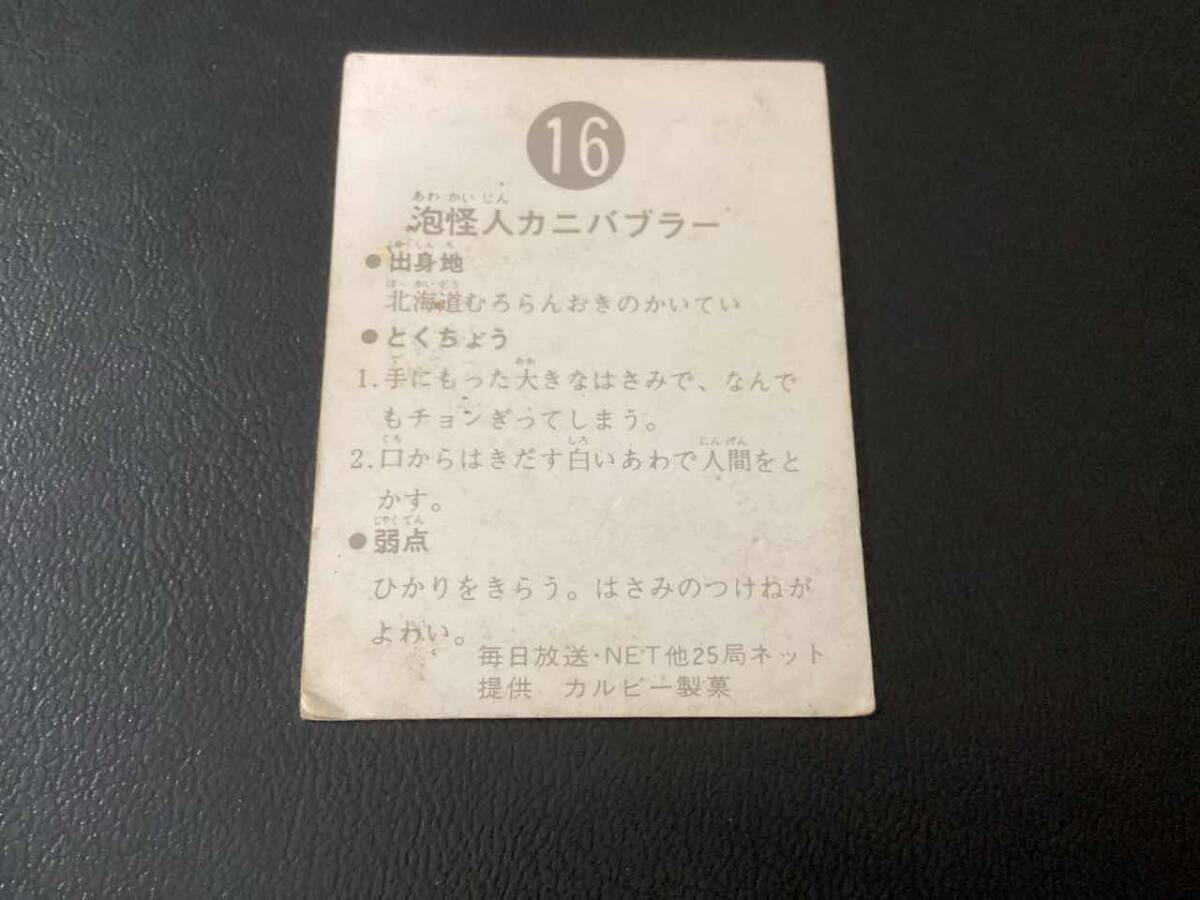 16
あわ かい じん
泡怪人カニバブラー
しゅくしん ち
●出身地
ほっかいどう
北海道むろらんおきのかいてい
●とくちょう
て おお
1.手にもった大きなはさみで、なんで
もチョンぎってしまう。
くち しろ にんげん
2.口からはきだす白いあわで人間をと
かす。
じゃくてん
●弱点
ひかりをきらう。はさみのつけねが
よわい。
毎日放送・NET他25局ネット
提供 カルビー製菓